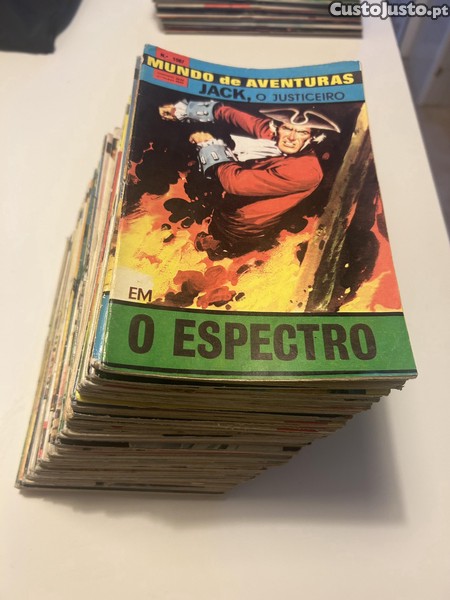 CustoJusto.pt
MUNDO de AVENTURAS
JACK, O JUSTICEIRO
EM
O ESPECTRO